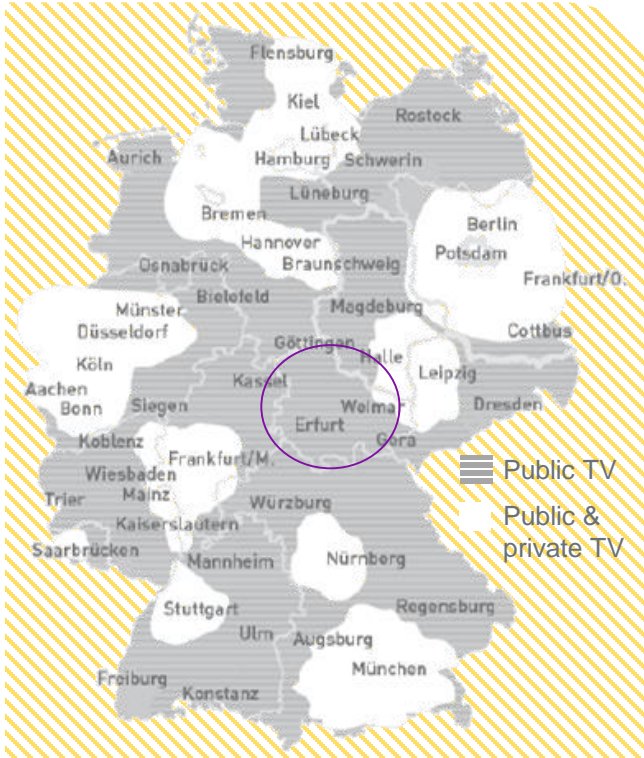 Flensburg
Kiel
Rostock
Lübeck
Aurich
Hamburg Schwerin
Lüneburg
Bremen
Berlin
Hannover
Potsdam
Osnabrück
Braunschweig
Frankfurt/O.
Bielefeld
Münster
Magdeburg
Düsseldorf
Cottbus
Göttingen
Halle
Köln
Leipzig
Kassel
Aachen
Bonn
Siegen
Weimar
Dresden
Erfurt
Gera
Koblenz
Frankfurt/M.
Wiesbaden
Public TV
Mainz
Trier
Würzburg
Public &
private TV
Kaiserslautern
Saarbrücken
Mannheim
Nürnberg
Stuttgart
Regensburg
Ulm
Augsburg
München
Freiburg
Konstanz